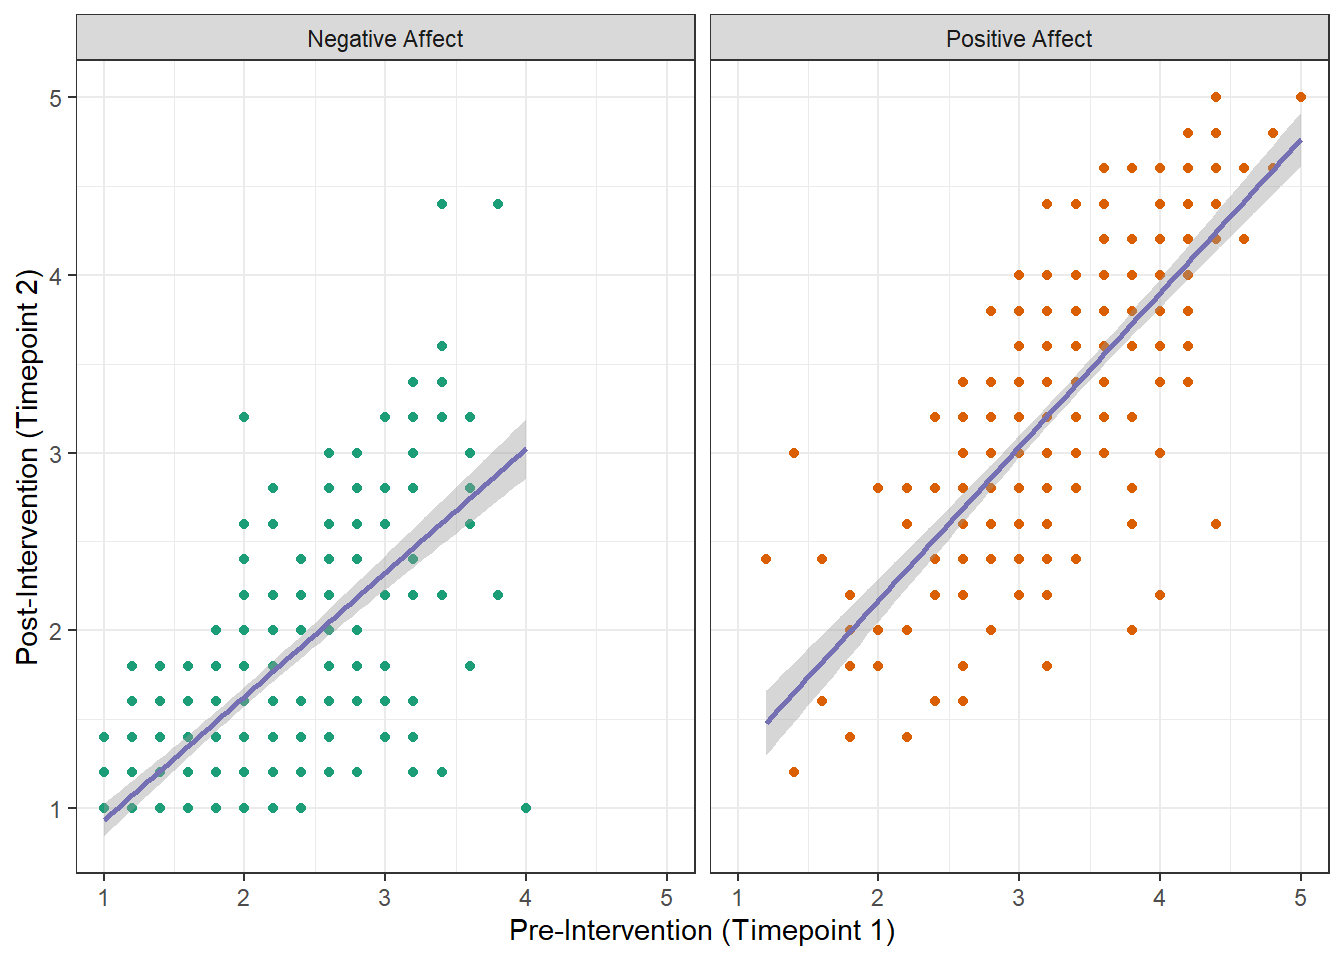 Negative Affect
Positive Affect
Post-Intervention (Timepoint 2)
5
4
3
2
1
1 2 3 4 5
1 2 3 4 5
Pre-Intervention (Timepoint 1)